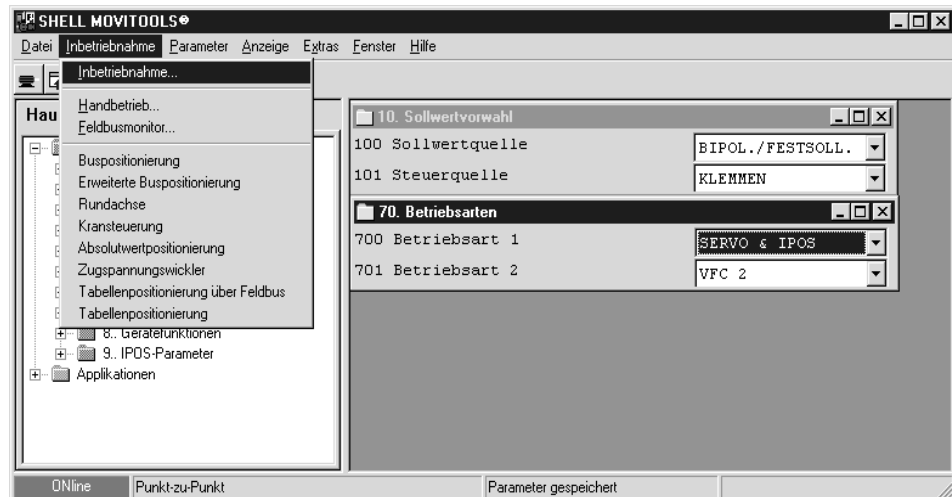 SHELL MOVITOOLS®
Datei Inbetriebnahme Parameter Anzeige Extras Fenster Hilfe
Inbetriebnahme...
Handbetrieb...
Feldbusmonitor...
Buspositionierung
Erweiterte Buspositionierung
Rundachse
Kransteuerung
Absolutwertpositionierung
Zugspannungswickler
Tabellenpositionierung über Feldbus
Tabellenpositionierung
Hau
8.. Gerätefunktionen
9.. IPOS-Parameter
Applikationen
10. Sollwertvorwahl
100 Sollwertquelle BIPOL./FESTSOLL.
101 Steuerquelle KLEMMEN
70. Betriebsarten
700 Betriebsart 1 SERVO & IPOS
701 Betriebsart 2 VFC 2
ONline Punkt-zu-Punkt Parameter gespeichert